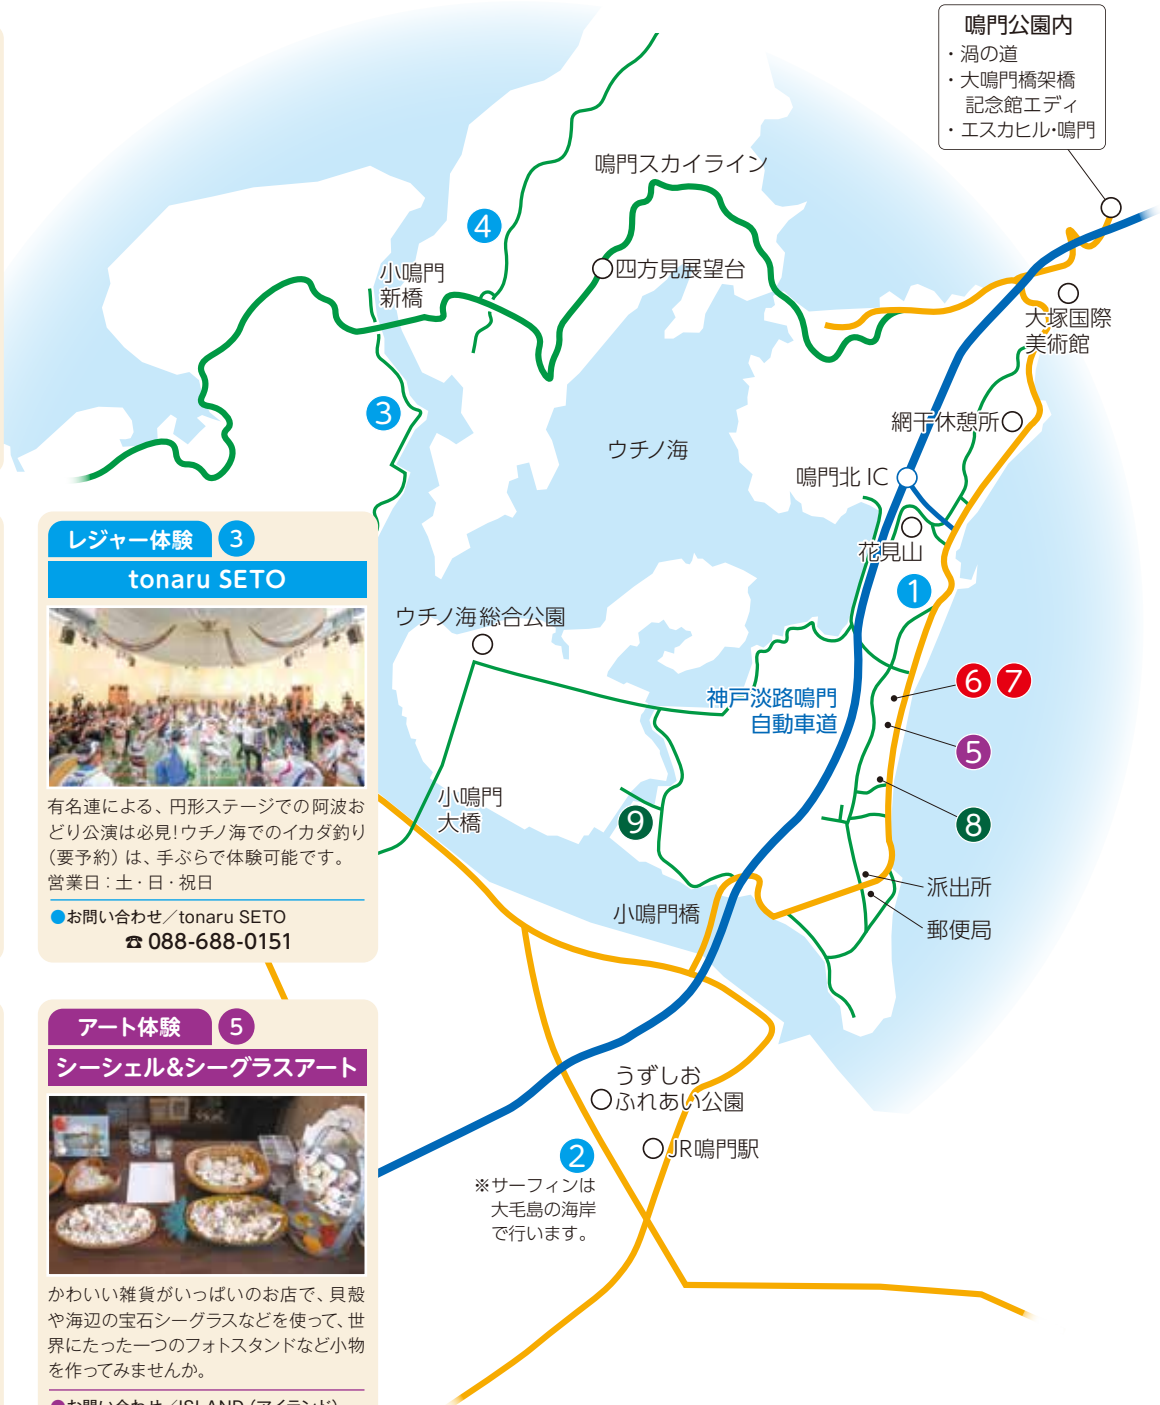 鳴門公園内
・渦の道
・大鳴門橋架橋
記念館エディ
・エスカヒル・鳴門
鳴門スカイライン
4
小鳴門
新橋
四方見展望台
大塚国際
美術館
3
網干休憩所
ウチノ海
鳴門北 IC
花見山
1
ウチノ海総合公園
6 7
神戸淡路鳴門
自動車道
5
小鳴門
大橋
9
8
派出所
小鳴門橋
郵便局
うずしお
ふれあい公園
JR鳴門駅
2
※サーフィンは
大毛島の海岸
で行います。
レジャー体験 3
tonaru SETO
有名連による、円形ステージでの阿波お
どり公演は必見!ウチノ海でのイカダ釣り
(要予約)は、手ぶらで体験可能です。
営業日:土・日・祝日
●お問い合わせ/tonaru SETO
☎ 088-688-0151
アート体験 5
シーシェル&シーグラスアート
かわいい雑貨がいっぱいのお店で、貝殻
や海辺の宝石シーグラスなどを使って、世
界にたった一つのフォトスタンドなど小物
を作ってみませんか。
●お問い合わせ/ISLAND(アイランド)